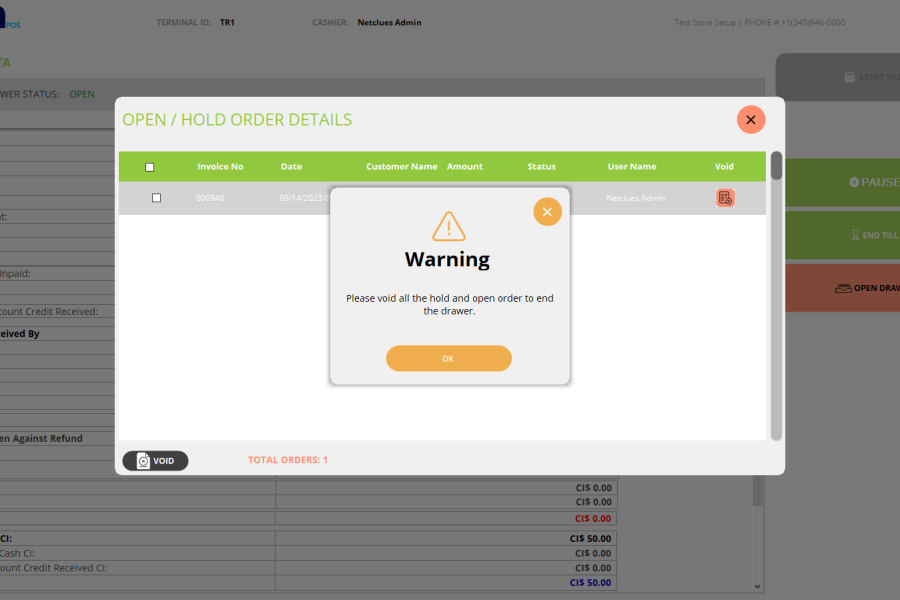 POS
TERMINAL ID: TR1 CASHIER: Netclues Admin Test Store Setup | PHONE # +1(345)946-0000
TA
WER STATUS: OPEN
START TILL
OPEN / HOLD ORDER DETAILS
Invoice No Date Customer Name Amount Status User Name Void
000948 09/14/2023 0 Netclues Admin
PAUSE
END TILL
OPEN DRAW
Warning
Please void all the hold and open order to end
the drawer.
OK
nt:
Unpaid:
count Credit Received:
eived By
en Against Refund
VOID TOTAL ORDERS: 1
CI$ 0.00
CI$ 0.00
CI$ 0.00
CI: CI$ 50.00
Cash CI: CI$ 0.00
ount Credit Received CI: CI$ 0.00
CI$ 50.00